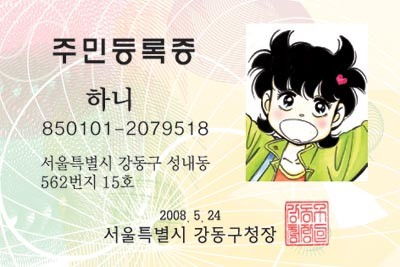 주민등록증
하니
850101-2079518
서울특별시 강동구 성내동
562번지 15호
2008. 5. 24
서울특별시 강동구청장